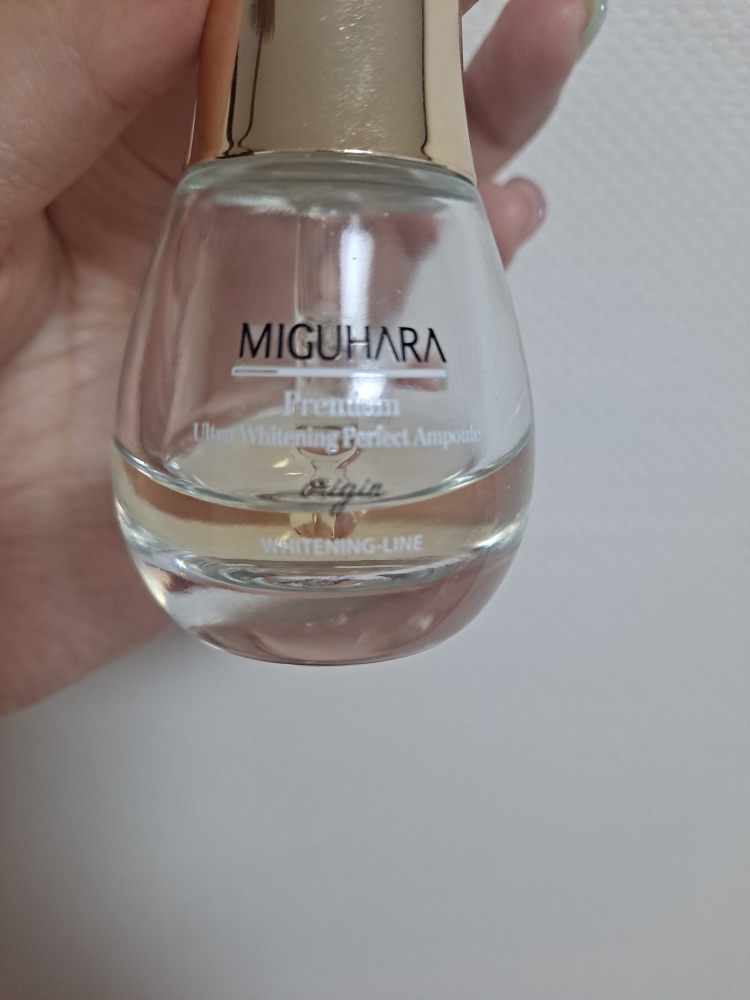 MIGUHARA
Premium
Ultra Whitening Perfect Ampoule
origin
WHITENING-LINE